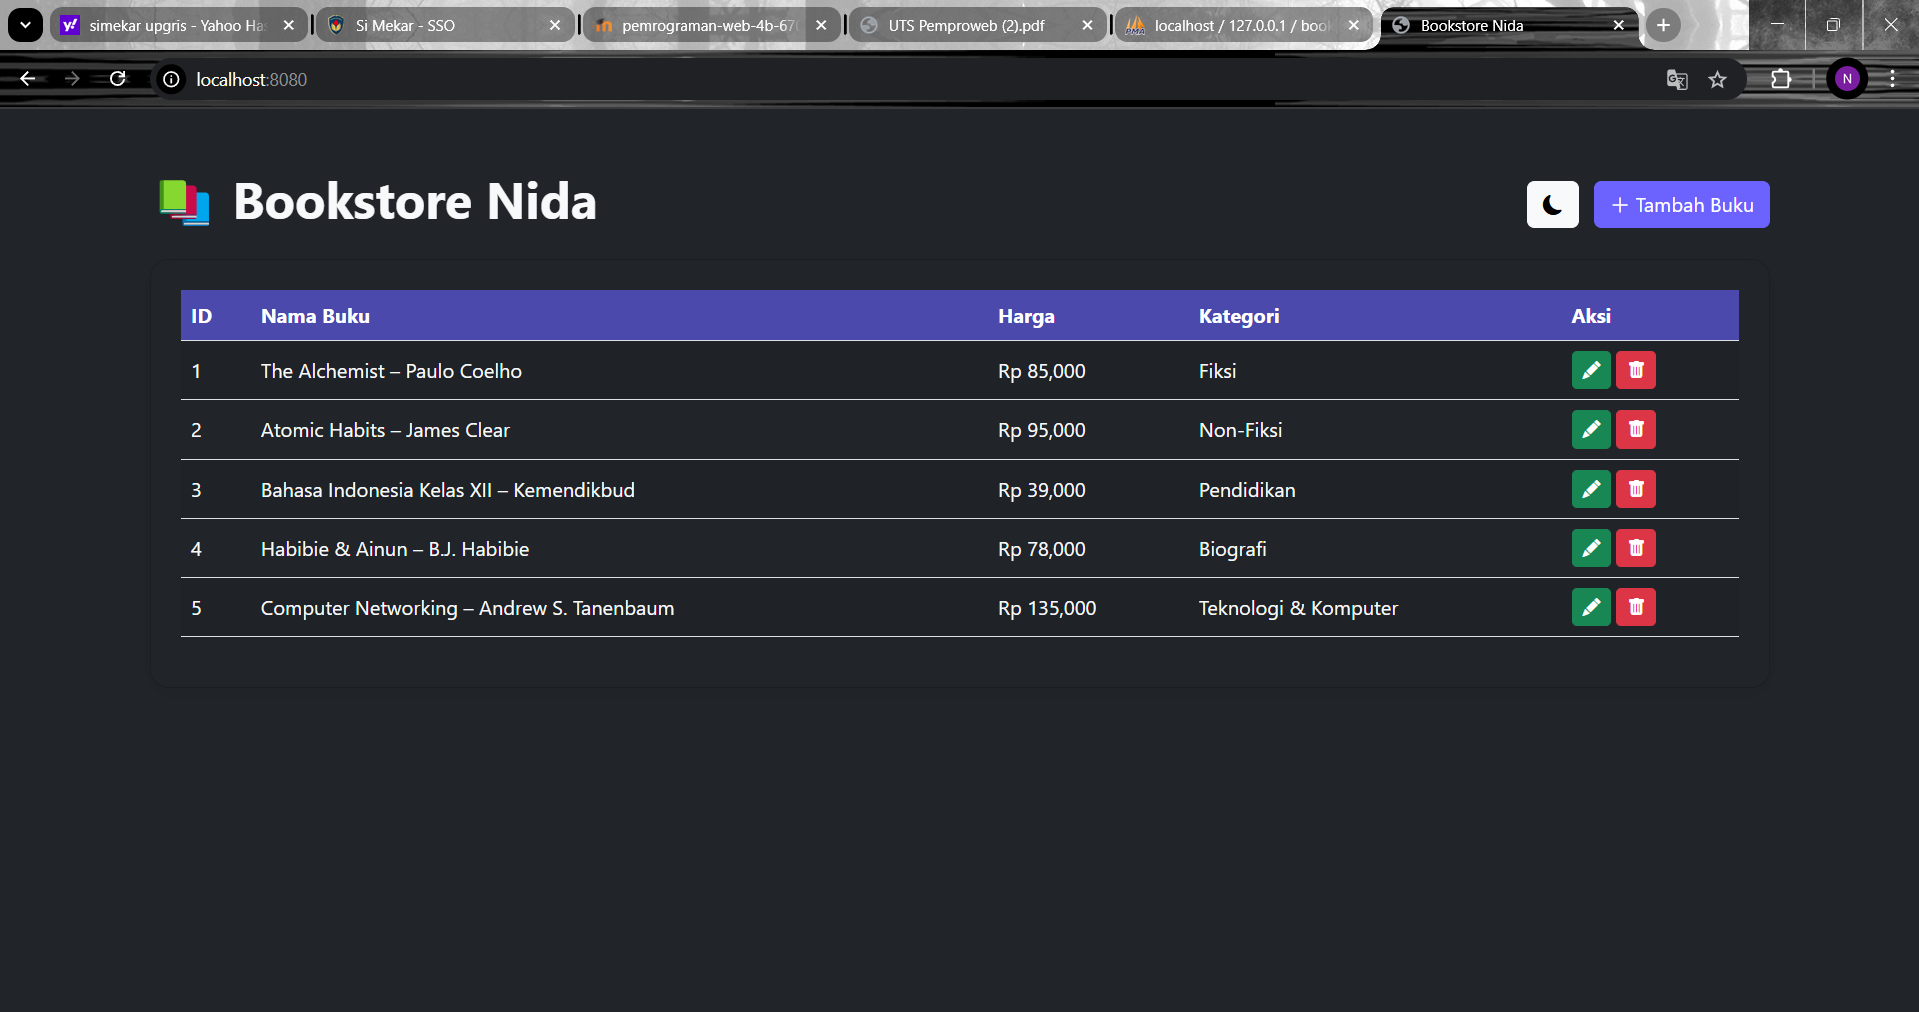 simekar upgris - Yahoo Ha
Si Mekar - SSO
pemrograman-web-4b-67
UTS Pemproweb (2).pdf
localhost / 127.0.0.1 / boo
Bookstore Nida
localhost:8080
N
Bookstore Nida
Tambah Buku
ID Nama Buku Harga Kategori Aksi
1 The Alchemist – Paulo Coelho Rp 85,000 Fiksi
2 Atomic Habits – James Clear Rp 95,000 Non-Fiksi
3 Bahasa Indonesia Kelas XII – Kemendikbud Rp 39,000 Pendidikan
4 Habibie & Ainun – B.J. Habibie Rp 78,000 Biografi
5 Computer Networking – Andrew S. Tanenbaum Rp 135,000 Teknologi & Komputer